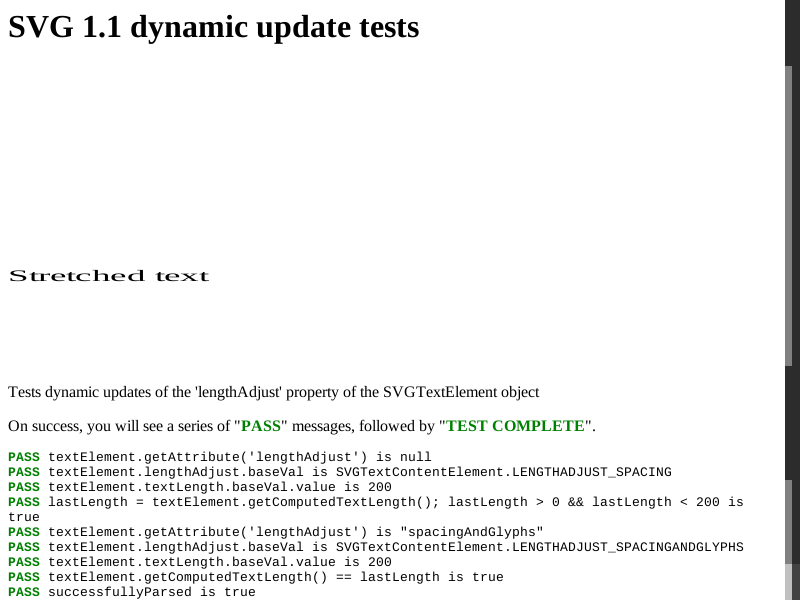 SVG 1.1 dynamic update tests
Stretched text
Tests dynamic updates of the 'lengthAdjust' property of the SVGTextElement object
On success, you will see a series of "PASS" messages, followed by "TEST COMPLETE".
PASS textElement.getAttribute('lengthAdjust') is null
PASS textElement.lengthAdjust.baseVal is SVGTextContentElement.LENGTHADJUST_SPACING
PASS textElement.textLength.baseVal.value is 200
PASS lastLength = textElement.getComputedTextLength(); lastLength > 0 && lastLength < 200 is
true
PASS textElement.getAttribute('lengthAdjust') is "spacingAndGlyphs"
PASS textElement.lengthAdjust.baseVal is SVGTextContentElement.LENGTHADJUST_SPACINGANDGLYPHS
PASS textElement.textLength.baseVal.value is 200
PASS textElement.getComputedTextLength() == lastLength is true
PASS successfullyParsed is true